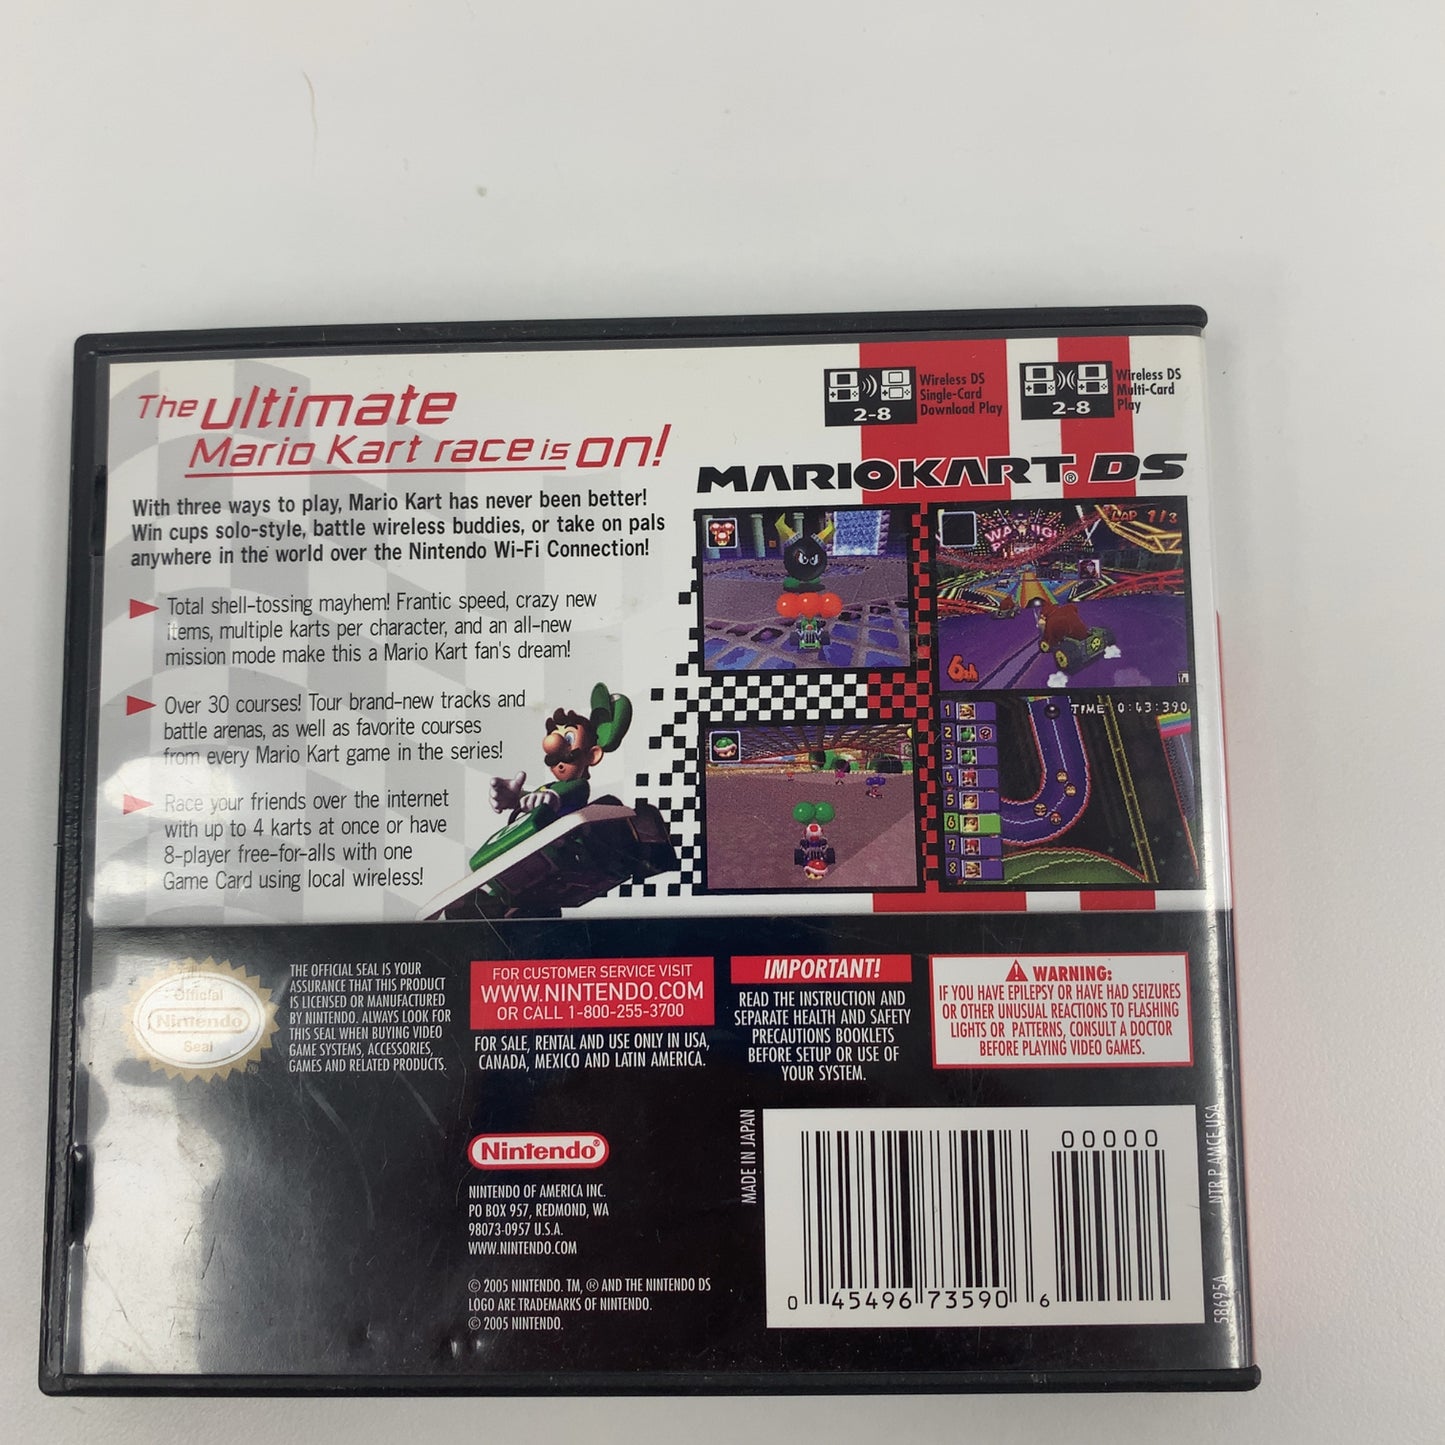 The ultimate
Mario Kart race is on!
With three ways to play, Mario Kart has never been better!
Win cups solo-style, battle wireless buddies, or take on pals
anywhere in the world over the Nintendo Wi-Fi Connection!
Total shell-tossing mayhem! Frantic speed, crazy new
items, multiple karts per character, and an all-new
mission mode make this a Mario Kart fan's dream!
Over 30 courses! Tour brand-new tracks and
battle arenas, as well as favorite courses
from every Mario Kart game in the series!
Race your friends over the internet
with up to 4 karts at once or have
8-player free-for-alls with one
Game Card using local wireless!
2-8
Wireless DS
Single-Card
Download Play
2-8
Wireless DS
Multi-Card
Play
MARIOKART® DS
LAP 1/3
6th
TIME 0:43:390
1
2
3
4
5
6
7
8
Official
Nintendo
Seal
®
THE OFFICIAL SEAL IS YOUR
ASSURANCE THAT THIS PRODUCT
IS LICENSED OR MANUFACTURED
BY NINTENDO. ALWAYS LOOK FOR
THIS SEAL WHEN BUYING VIDEO
GAME SYSTEMS, ACCESSORIES,
GAMES AND RELATED PRODUCTS.
FOR CUSTOMER SERVICE VISIT
WWW.NINTENDO.COM
OR CALL 1-800-255-3700
FOR SALE, RENTAL AND USE ONLY IN USA,
CANADA, MEXICO AND LATIN AMERICA.
IMPORTANT!
READ THE INSTRUCTION AND
SEPARATE HEALTH AND SAFETY
PRECAUTIONS BOOKLETS
BEFORE SETUP OR USE OF
YOUR SYSTEM.
WARNING:
IF YOU HAVE EPILEPSY OR HAVE HAD SEIZURES
OR OTHER UNUSUAL REACTIONS TO FLASHING
LIGHTS OR PATTERNS, CONSULT A DOCTOR
BEFORE PLAYING VIDEO GAMES.
Nintendo®
NINTENDO OF AMERICA INC.
PO BOX 957, REDMOND, WA
98073-0957 U.S.A.
WWW.NINTENDO.COM
© 2005 NINTENDO. TM, ® AND THE NINTENDO DS
LOGO ARE TRADEMARKS OF NINTENDO.
© 2005 NINTENDO.
MADE IN JAPAN
00000
0 45496 73590 6
NTR P AMCE USA
58695A